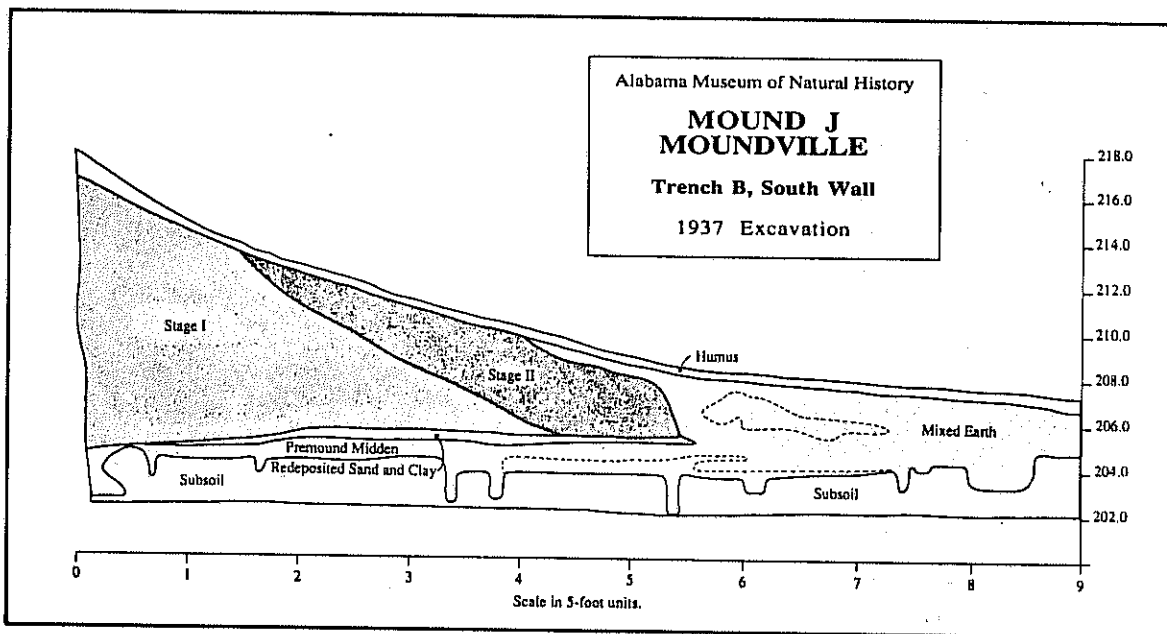 Alabama Museum of Natural History
MOUND J
MOUNDVILLE
Trench B, South Wall
1937 Excavation
218.0
216.0
214.0
212.0
210.0
208.0
206.0
204.0
202.0
Stage I
Stage II
Humus
Mixed Earth
Premound Midden
Redeposited Sand and Clay
Subsoil
Subsoil
0 1 2 3 4 5 6 7 8 9
Scale in 5-foot units.